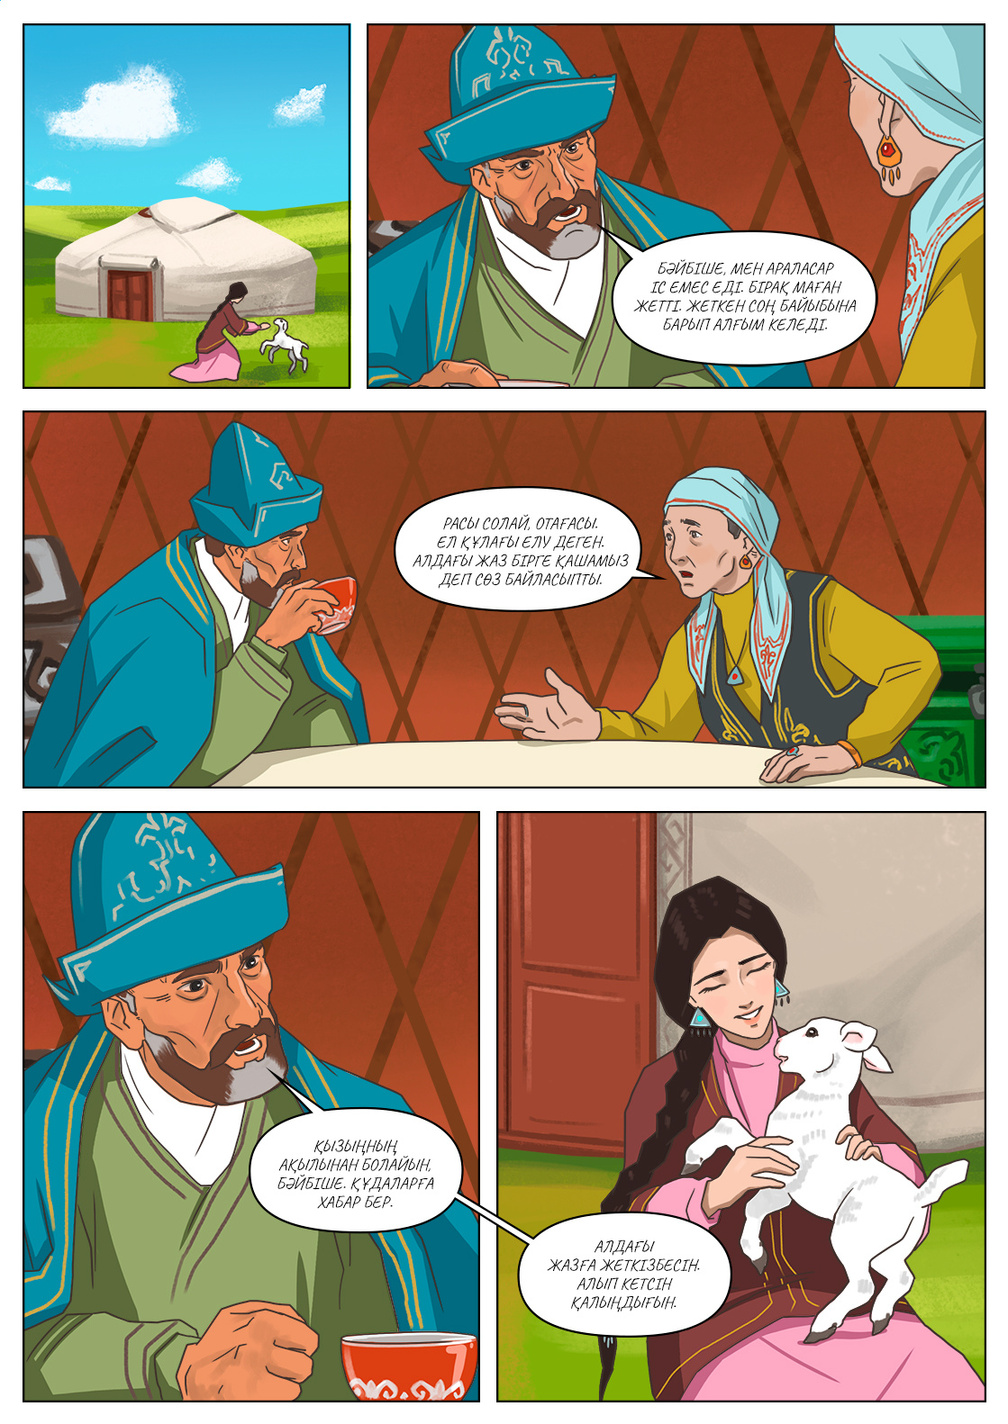 БӘЙБІШЕ, МЕН АРАЛАСАР
ІС ЕМЕС ЕДІ. БІРАҚ МАҒАН
ЖЕТТІ. ЖЕТКЕН СОҢ БАЙЫБЫНА
БАРЫП АЛҒЫМ КЕЛЕДІ.
РАСЫ СОЛАЙ, ОТАҒАСЫ.
ЕЛ ҚҰЛАҒЫ ЕЛУ ДЕГЕН.
АЛДАҒЫ ЖАЗ БІРГЕ ҚАШАМЫЗ
ДЕП СӨЗ БАЙЛАСЫПТЫ.
ҚЫЗЫҢНЫҢ
АҚЫЛЫНАН БОЛАЙЫН,
БӘЙБІШЕ. ҚҰДАЛАРҒА
ХАБАР БЕР.
АЛДАҒЫ
ЖАЗҒА ЖЕТКІЗБЕСІН.
АЛЫП КЕТСІН
ҚАЛЫҢДЫҒЫН.